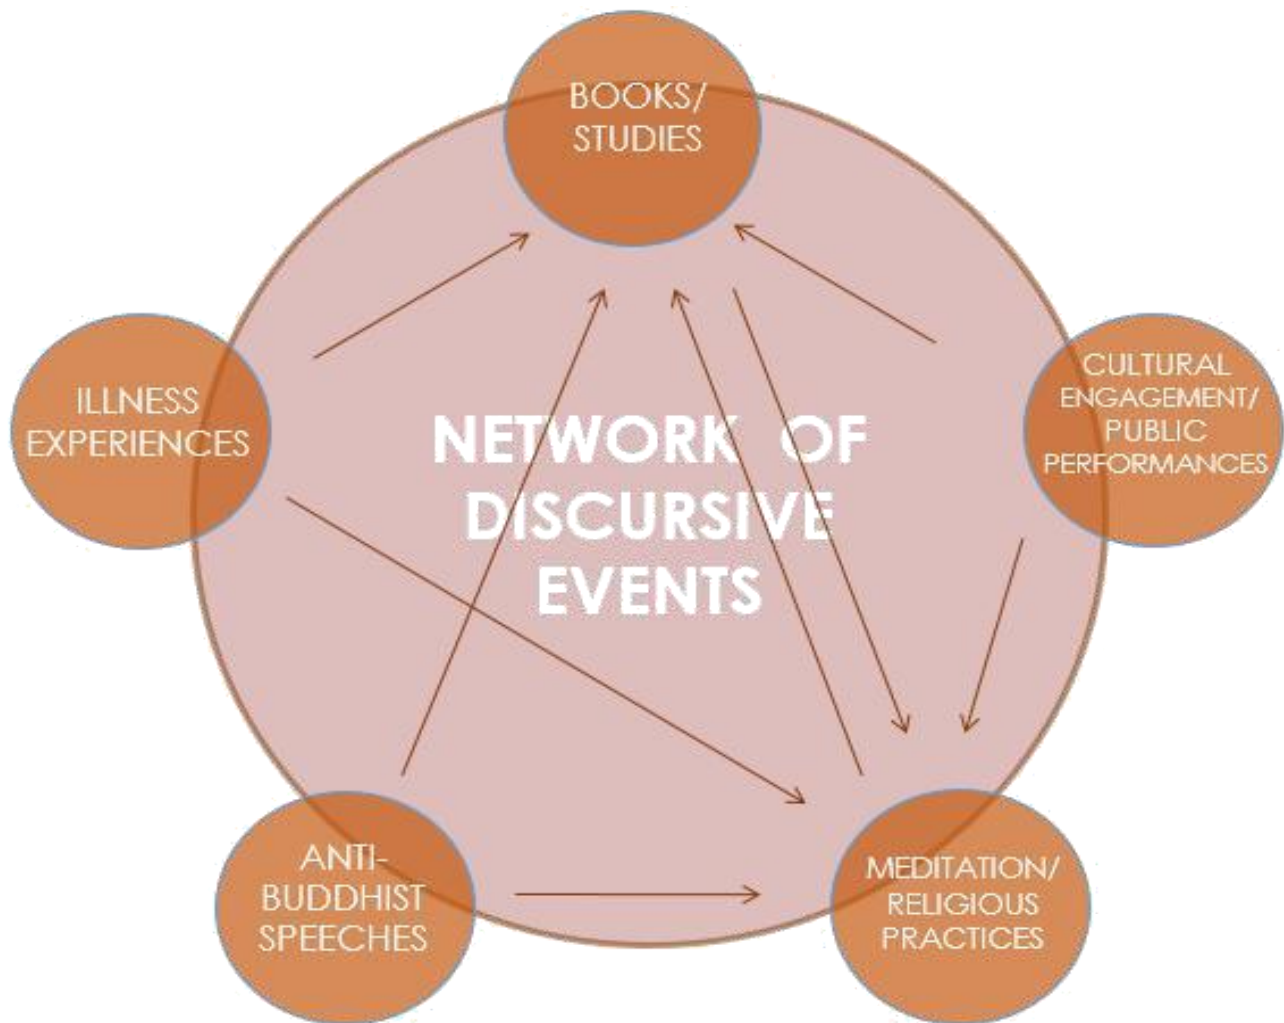 BOOKS/
STUDIES
ILLNESS
EXPERIENCES
CULTURAL
ENGAGEMENT/
PUBLIC
PERFORMANCES
NETWORK OF
DISCURSIVE
EVENTS
ANTI-
BUDDHIST
SPEECHES
MEDITATION/
RELIGIOUS
PRACTICES